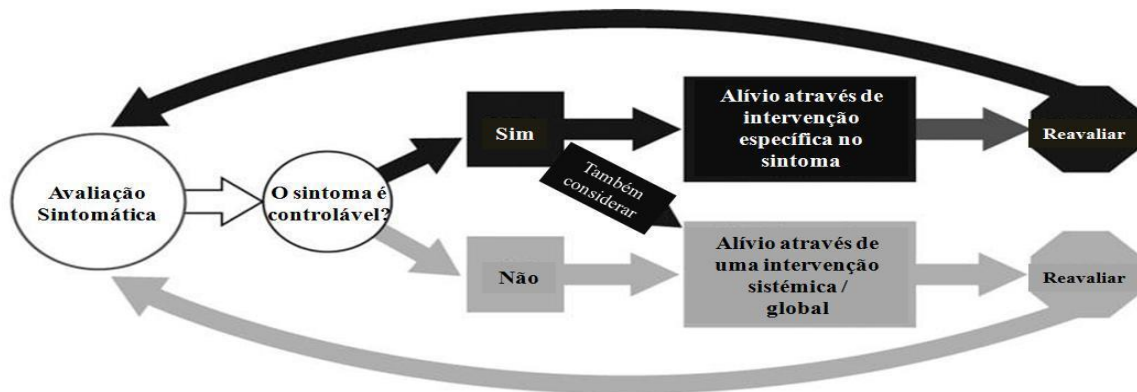 Avaliação
Sintomática
O sintoma é
controlável?
Sim
Também
considerar
Não
Alívio através de
intervenção
específica no
sintoma
Alívio através de
uma intervenção
sistémica /
global
Reavaliar
Reavaliar